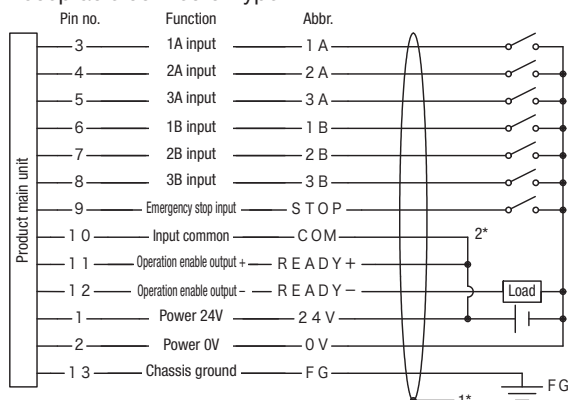 Pin no. Function Abbr.
3 1A input 1 A
4 2A input 2 A
5 3A input 3 A
6 1B input 1 B
7 2B input 2 B
8 3B input 3 B
9 Emergency stop input STOP
10 Input common COM 2*
11 Operation enable output + READY+
12 Operation enable output − READY− Load
1 Power 24V 24V
2 Power 0V 0V
13 Chassis ground FG FG
1*
Product main unit